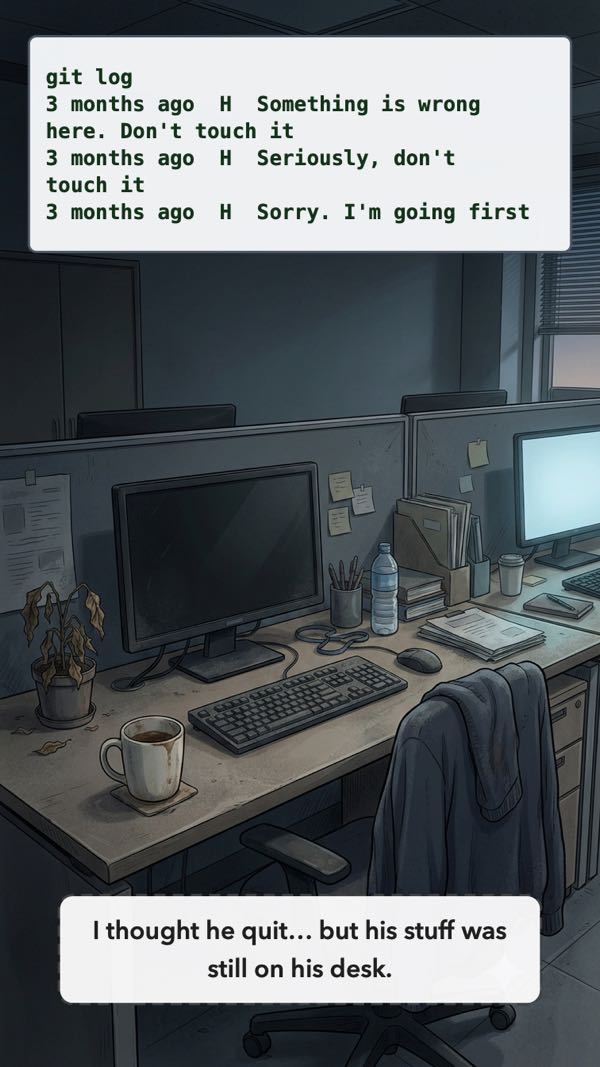 git log
3 months ago  H  Something is wrong
here. Don't touch it
3 months ago  H  Seriously, don't
touch it
3 months ago  H  Sorry. I'm going first
I thought he quit... but his stuff was
still on his desk.